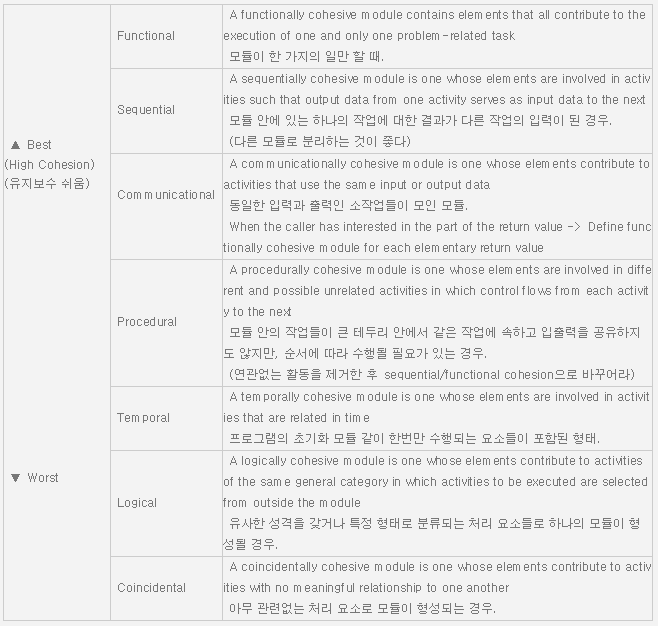 ▲ Best
(High Cohesion)
(유지보수 쉬움)
▼ Worst
Functional
A functionally cohesive module contains elements that all contribute to the
execution of one and only one problem-related task
모듈이 한 가지의 일만 할 때.
Sequential
A sequentially cohesive module is one whose elements are involved in activ
ities such that output data from one activity serves as input data to the next
모듈 안에 있는 하나의 작업에 대한 결과가 다른 작업의 입력이 된 경우.
(다른 모듈로 분리하는 것이 좋다)
Communicational
A communicationally cohesive module is one whose elements contribute to
activities that use the same input or output data
동일한 입력과 출력인 소작업들이 모인 모듈.
When the caller has interested in the part of the return value -> Define func
tionally cohesive module for each elementary return value
Procedural
A procedurally cohesive module is one whose elements are involved in diffe
rent and possible unrelated activities in which control flows from each activit
y to the next
모듈 안의 작업들이 큰 테두리 안에서 같은 작업에 속하고 입출력을 공유하지
도 않지만, 순서에 따라 수행될 필요가 있는 경우.
(연관없는 활동을 제거한 후 sequential/functional cohesion으로 바꾸어라)
Temporal
A temporally cohesive module is one whose elements are involved in activit
ies that are related in time
프로그램의 초기화 모듈 같이 한번만 수행되는 요소들이 포함된 형태.
Logical
A logically cohesive module is one whose elements contribute to activities
of the same general category in which activities to be executed are selected
from outside the module
유사한 성격을 갖거나 특정 형태로 분류되는 처리 요소들로 하나의 모듈이 형
성될 경우.
Coincidental
A coincidentally cohesive module is one whose elements contribute to activ
ities with no meaningful relationship to one another
아무 관련없는 처리 요소로 모듈이 형성되는 경우.